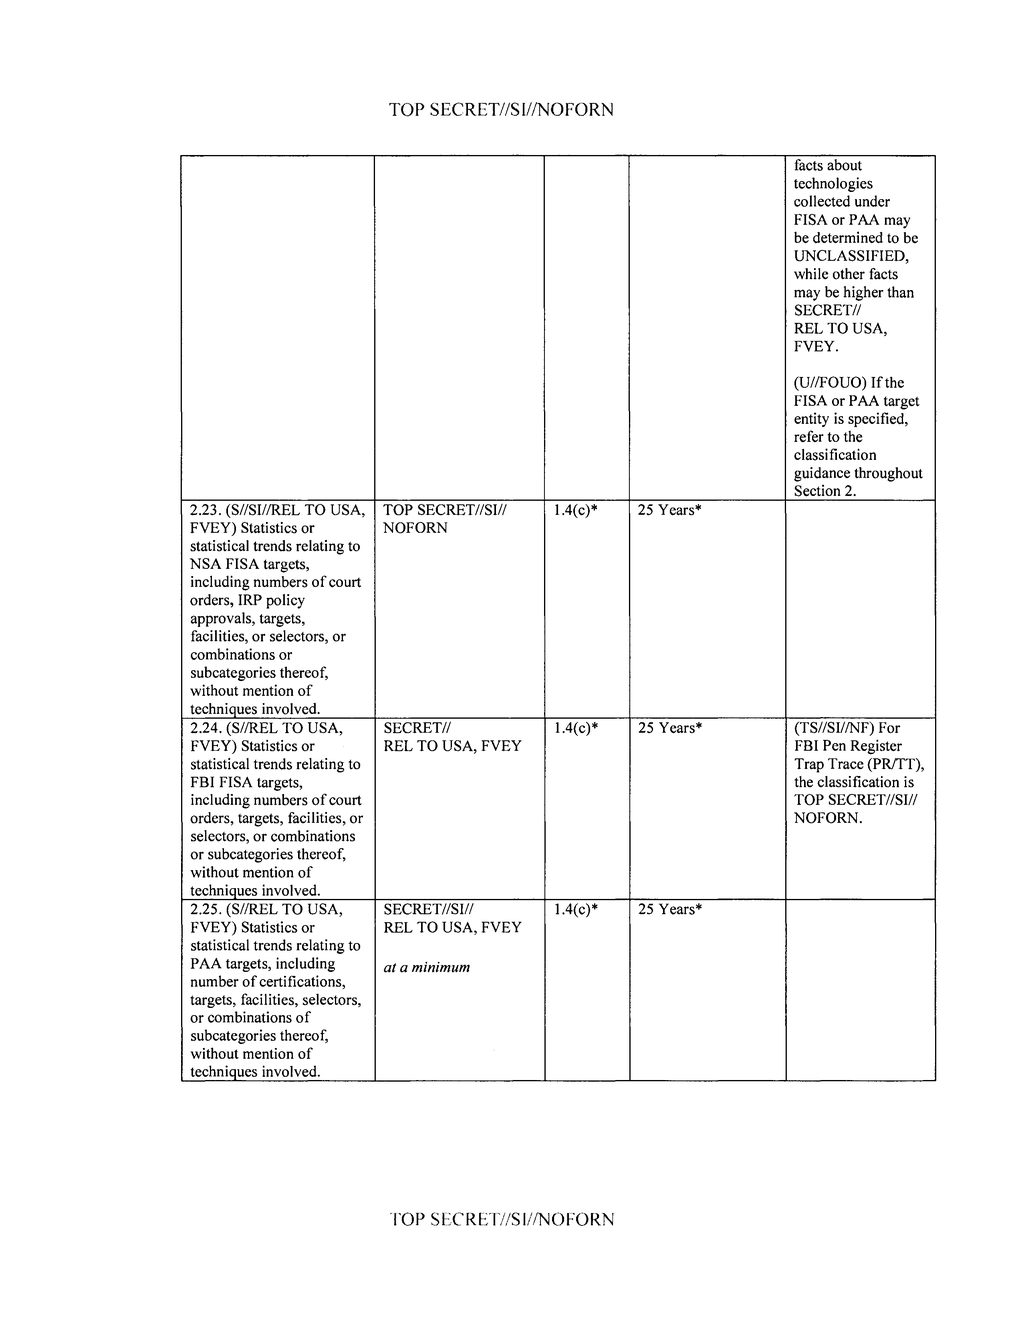 TOP SECRET//SI//NOFORN
facts about
technologies
collected under
FISA or PAA may
be determined to be
UNCLASSIFIED,
while other facts
may be higher than
SECRET//
REL TO USA,
FVEY.
(U//FOUO) If the
FISA or PAA target
entity is specified,
refer to the
classification
guidance throughout
Section 2.
2.23. (S//SI//REL TO USA,
FVEY) Statistics or
statistical trends relating to
NSA FISA targets,
including numbers of court
orders, IRP policy
approvals, targets,
facilities, or selectors, or
combinations or
subcategories thereof,
without mention of
techniques involved.
TOP SECRET//SI//
NOFORN
1.4(c)*
25 Years*
2.24. (S//REL TO USA,
FVEY) Statistics or
statistical trends relating to
FBI FISA targets,
including numbers of court
orders, targets, facilities, or
selectors, or combinations
or subcategories thereof,
without mention of
techniques involved.
SECRET//
REL TO USA, FVEY
1.4(c)*
25 Years*
(TS//SI//NF) For
FBI Pen Register
Trap Trace (PR/TT),
the classification is
TOP SECRET//SI//
NOFORN.
2.25. (S//REL TO USA,
FVEY) Statistics or
statistical trends relating to
PAA targets, including
number of certifications,
targets, facilities, selectors,
or combinations of
subcategories thereof,
without mention of
techniques involved.
SECRET//SI//
REL TO USA, FVEY
at a minimum
1.4(c)*
25 Years*
TOP SECRET//SI//NOFORN